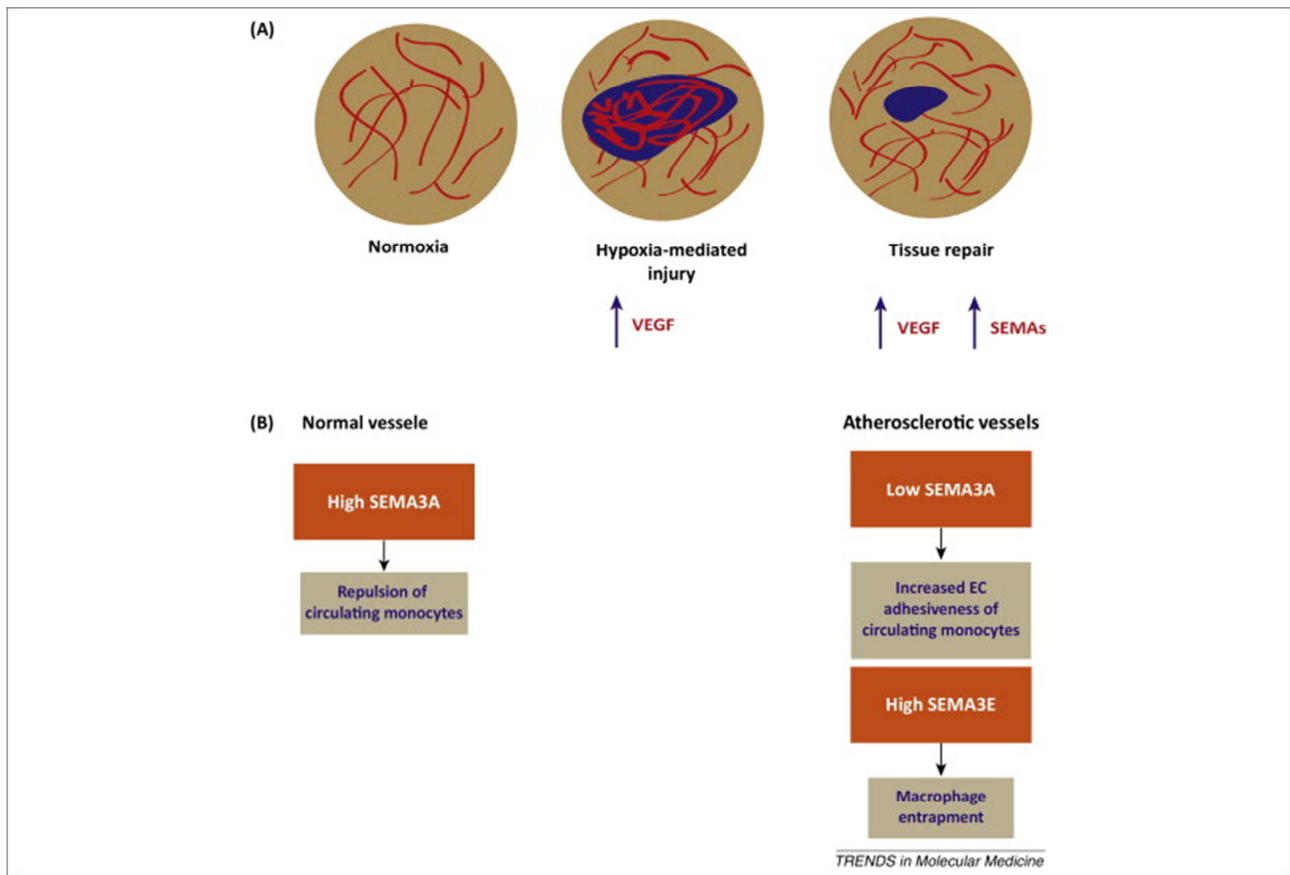 (A)
Normoxia
Hypoxia-mediated
injury
Tissue repair
VEGF
VEGF
SEMAs
(B) Normal vessele
High SEMA3A
Repulsion of
circulating monocytes
Atherosclerotic vessels
Low SEMA3A
Increased EC
adhesiveness of
circulating monocytes
High SEMA3E
Macrophage
entrapment
TRENDS in Molecular Medicine